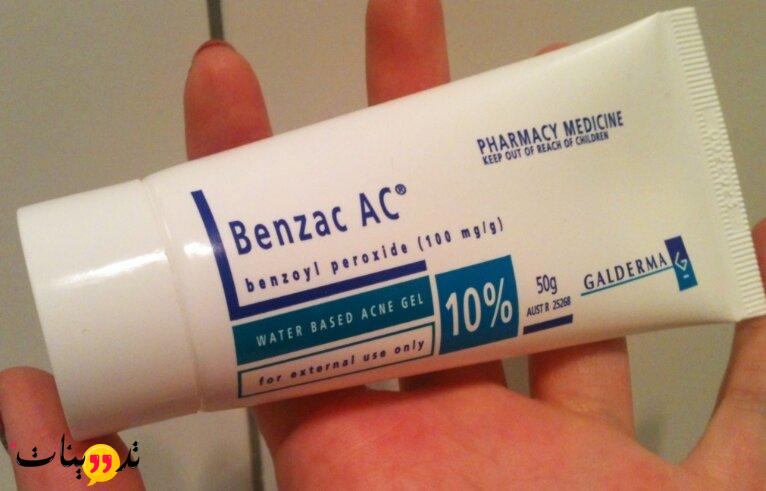 PHARMACY MEDICINE
KEEP OUT OF REACH OF CHILDREN
Benzac AC®
benzoyl peroxide (100 mg/g)
WATER BASED ACNE GEL
10%
for external use only
50g
AUST R 25268
GALDERMA
تدوينات